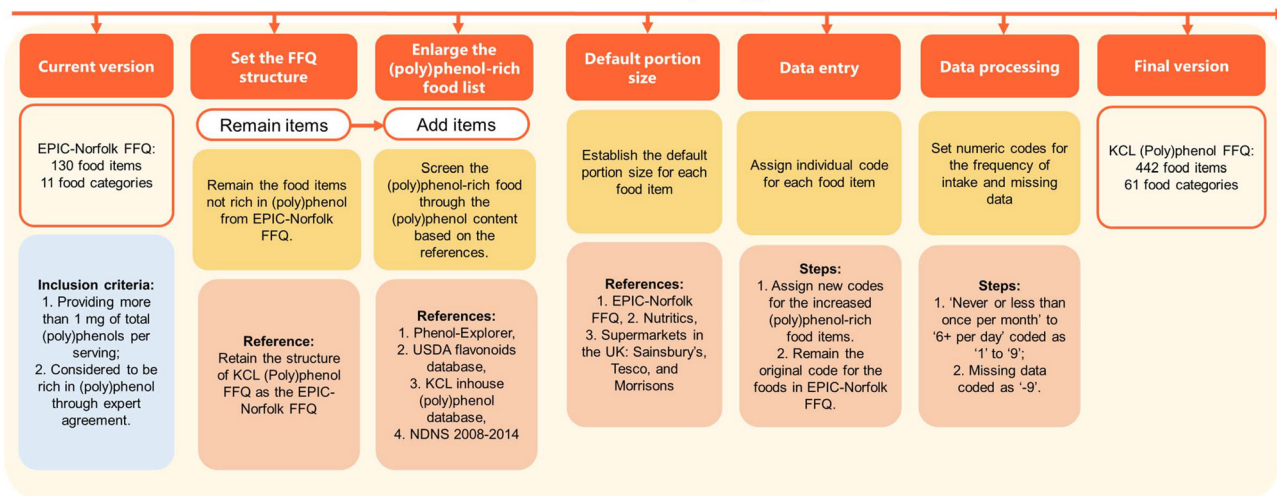 Current version
EPIC-Norfolk FFQ:
130 food items
11 food categories
Inclusion criteria:
1. Providing more
than 1 mg of total
(poly)phenols per
serving;
2. Considered to be
rich in (poly)phenol
through expert
agreement.
Set the FFQ
structure
Remain items
Remain the food items
not rich in (poly)phenol
from EPIC-Norfolk
FFQ.
Reference:
Retain the structure
of KCL (Poly)phenol
FFQ as the EPIC-
Norfolk FFQ
Enlarge the
(poly)phenol-rich
food list
Add items
Screen the
(poly)phenol-rich food
through the
(poly)phenol content
based on the
references.
References:
1. Phenol-Explorer,
2. USDA flavonoids
database,
3. KCL inhouse
(poly)phenol
database,
4. NDNS 2008-2014
Default portion
size
Establish the default
portion size for each
food item
References:
1. EPIC-Norfolk
FFQ, 2. Nutritics,
3. Supermarkets in
the UK: Sainsbury's,
Tesco, and
Morrisons
Data entry
Assign individual code
for each food item
Steps:
1. Assign new codes
for the increased
(poly)phenol-rich
food items.
2. Remain the
original code for the
foods in EPIC-Norfolk
FFQ.
Data processing
Set numeric codes for
the frequency of
intake and missing
data
Steps:
1. ‘Never or less than
once per month’ to
‘6+ per day’ coded as
‘1’ to ‘9’;
2. Missing data
coded as ‘-9’.
Final version
KCL (Poly)phenol FFQ:
442 food items
61 food categories